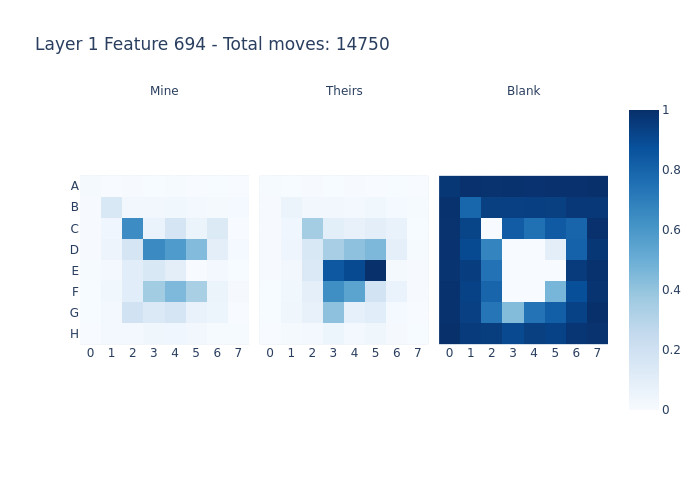 Layer 1 Feature 694 - Total moves: 14750
Mine Theirs Blank
A
B
C
D
E
F
G
H
0 1 2 3 4 5 6 7 0 1 2 3 4 5 6 7 0 1 2 3 4 5 6 7
1
0.8
0.6
0.4
0.2
0